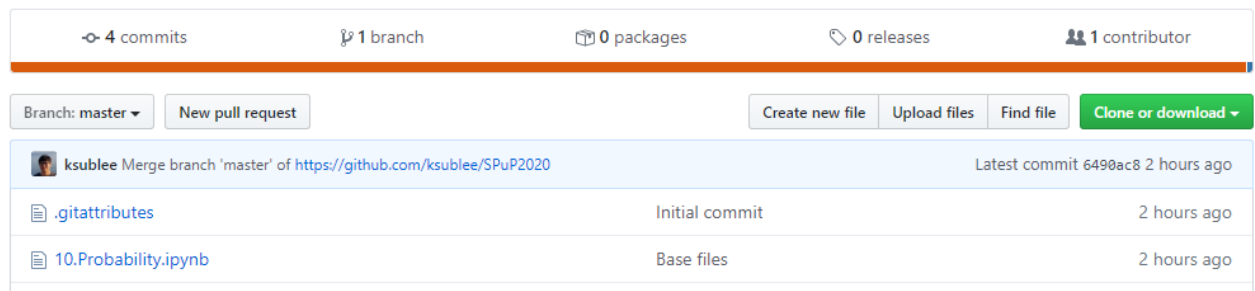 4 commits 1 branch 0 packages 0 releases 1 contributor
Branch: master New pull request Create new file Upload files Find file Clone or download
ksublee Merge branch 'master' of https://github.com/ksublee/SPuP2020 Latest commit 6490ac8 2 hours ago
.gitattributes Initial commit 2 hours ago
10.Probability.ipynb Base files 2 hours ago